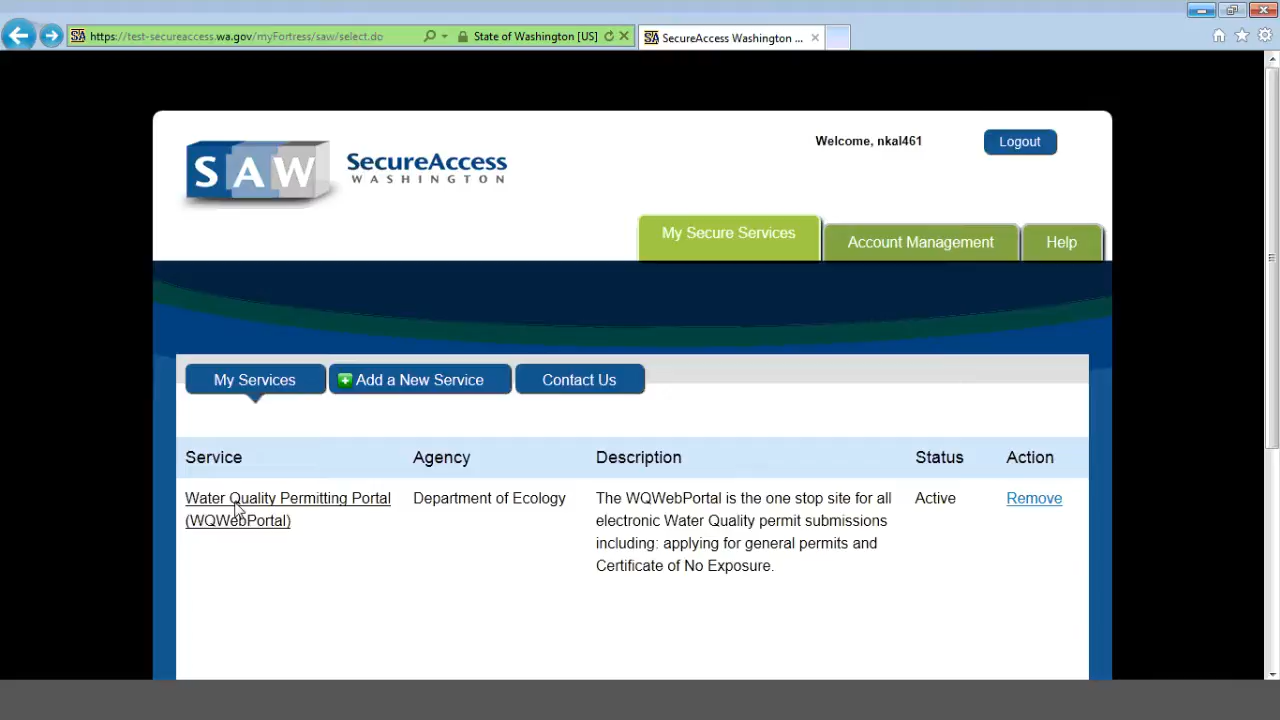 https://test-secureaccess.wa.gov/myFortress/saw/select.do
State of Washington [US]
SecureAccess Washington ...
Welcome, nkal461
Logout
SAW
SecureAccess
WASHINGTON
My Secure Services
Account Management
Help
My Services
Add a New Service
Contact Us
Service Agency Description Status Action
Water Quality Permitting Portal
(WQWebPortal)
Department of Ecology
The WQWebPortal is the one stop site for all
electronic Water Quality permit submissions
including: applying for general permits and
Certificate of No Exposure.
Active
Remove